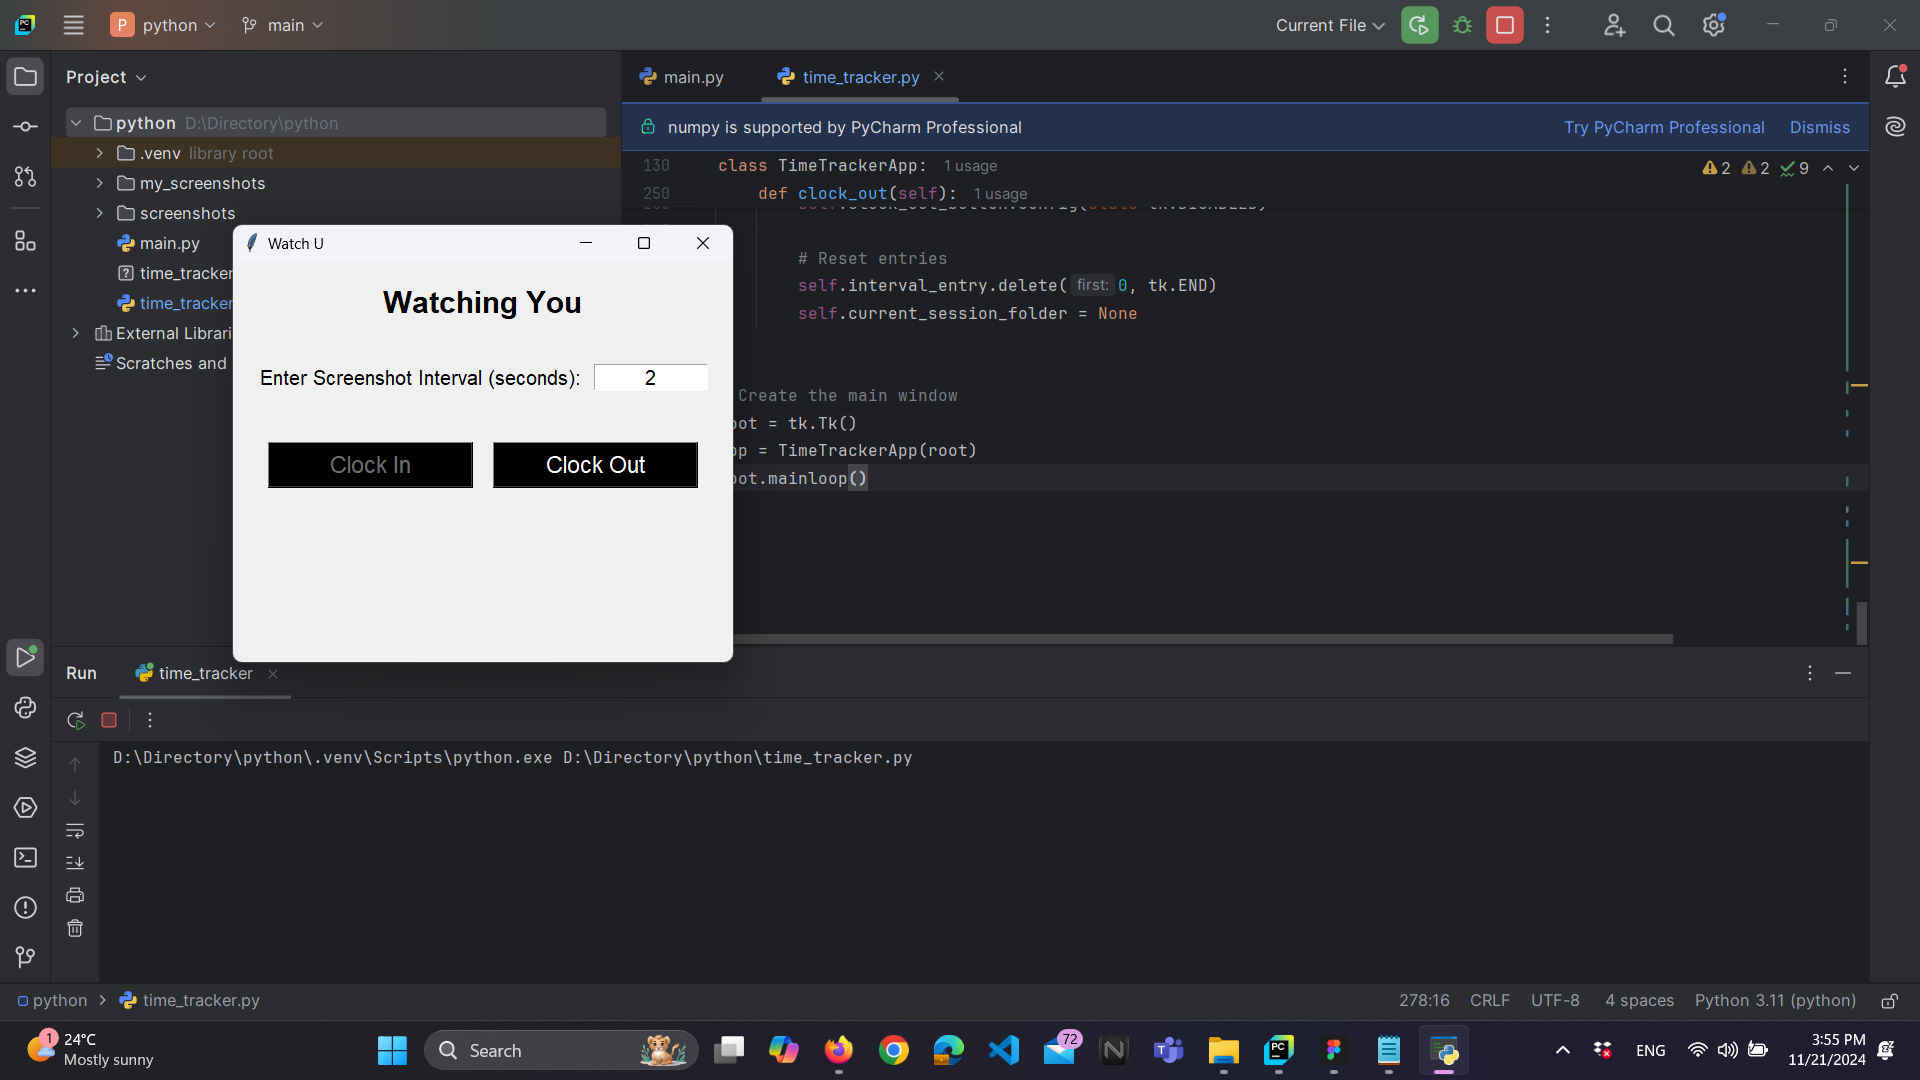 P python main
Current File
Project
main.py time_tracker.py
python D:\Directory\python
numpy is supported by PyCharm Professional Try PyCharm Professional Dismiss
.venv library root
my_screenshots
screenshots
main.py
time_tracker
time_tracker
External Librari
Scratches and
130 class TimeTrackerApp: 1 usage
2 2 9
250 def clock_out(self): 1 usage
# Reset entries
self.interval_entry.delete( first: 0, tk.END)
self.current_session_folder = None
Create the main window
oot = tk.Tk()
pp = TimeTrackerApp(root)
oot.mainloop()
Watch U
Watching You
Enter Screenshot Interval (seconds): 2
Clock In Clock Out
Run time_tracker
D:\Directory\python\.venv\Scripts\python.exe D:\Directory\python\time_tracker.py
python > time_tracker.py 278:16 CRLF UTF-8 4 spaces Python 3.11 (python)
1
24°C
Mostly sunny
Search
PC
72
ENG
3:55 PM
11/21/2024